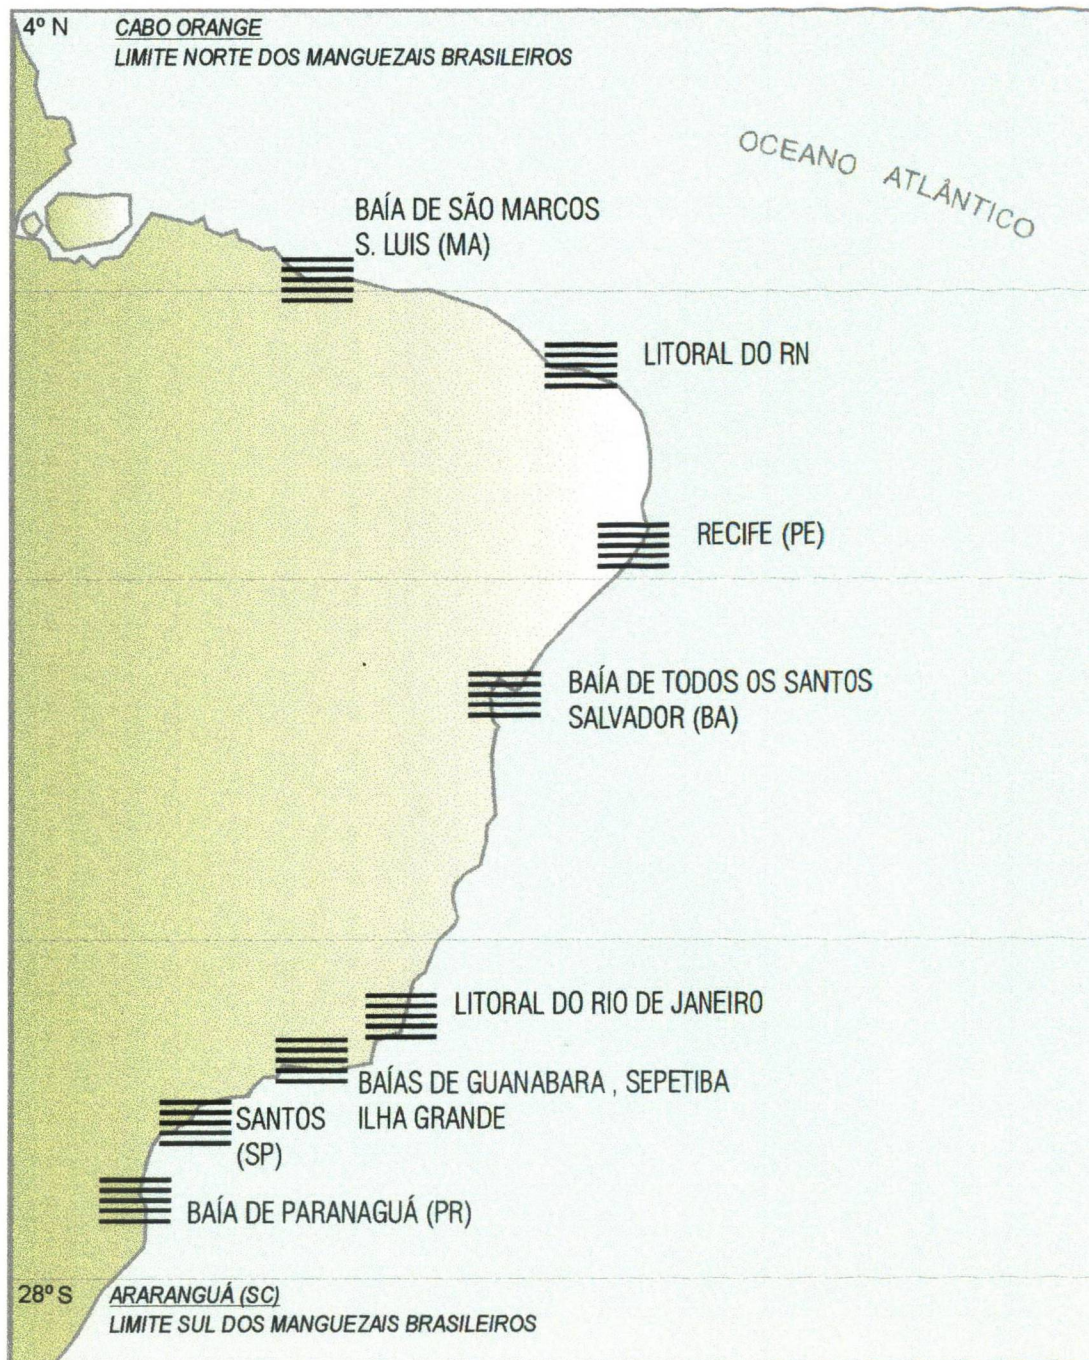 4º N
CABO ORANGE
LIMITE NORTE DOS MANGUEZAIS BRASILEIROS
OCEANO ATLÂNTICO
BAÍA DE SÃO MARCOS
S. LUIS (MA)
LITORAL DO RN
RECIFE (PE)
BAÍA DE TODOS OS SANTOS
SALVADOR (BA)
LITORAL DO RIO DE JANEIRO
BAÍAS DE GUANABARA , SEPETIBA
ILHA GRANDE
SANTOS
(SP)
BAÍA DE PARANAGUÁ (PR)
28º S
ARARANGUÁ (SC)
LIMITE SUL DOS MANGUEZAIS BRASILEIROS